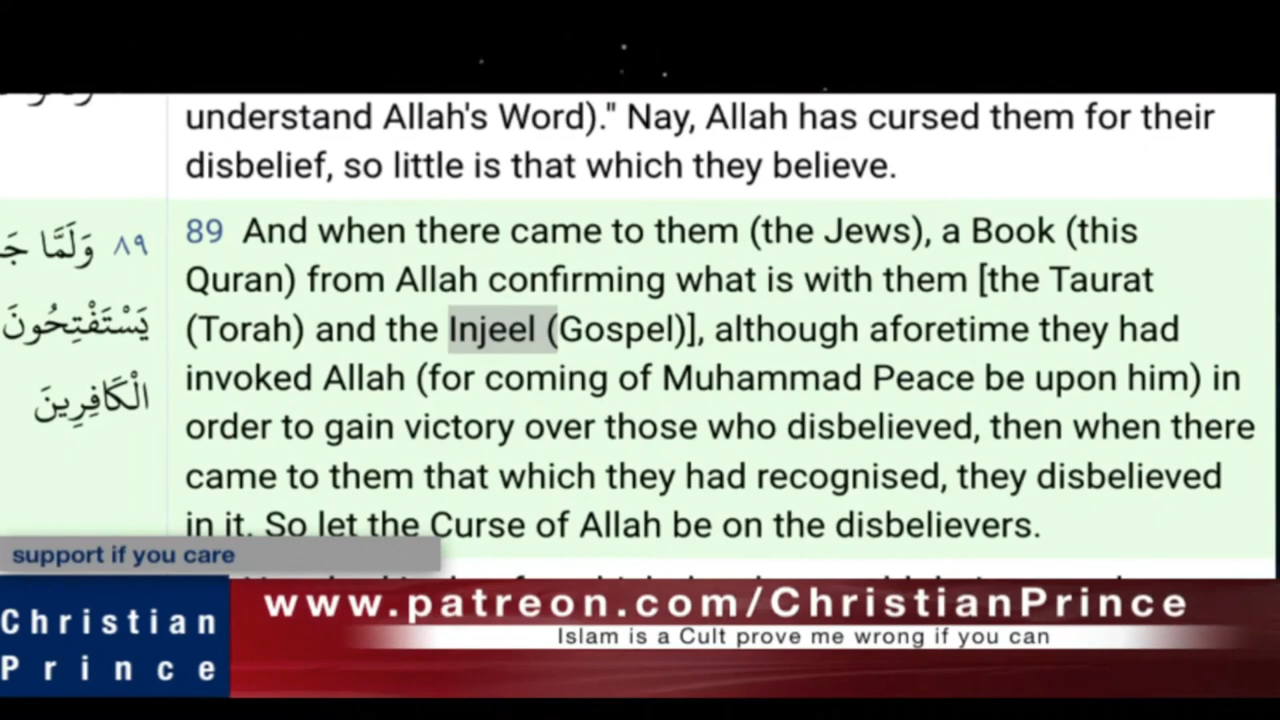 understand Allah's Word)." Nay, Allah has cursed them for their
disbelief, so little is that which they believe.
89 And when there came to them (the Jews), a Book (this
Quran) from Allah confirming what is with them [the Taurat
(Torah) and the Injeel (Gospel)], although aforetime they had
invoked Allah (for coming of Muhammad Peace be upon him) in
order to gain victory over those who disbelieved, then when there
came to them that which they had recognised, they disbelieved
in it. So let the Curse of Allah be on the disbelievers.
٨٩ وَلَمَّا
يَسْتَفْتِحُونَ
الْكَافِرِينَ
support if you care
Christian
Prince
www.patreon.com/ChristianPrince
Islam is a Cult prove me wrong if you can